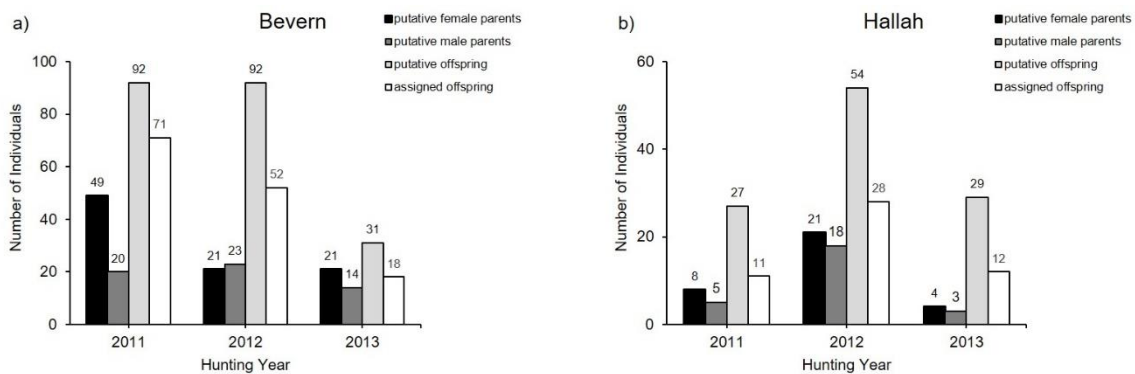 a)
Bevern
putative female parents
putative male parents
putative offspring
assigned offspring
Number of Individuals
100
80
60
40
20
0
49
20
92
71
21
23
92
52
21
14
31
18
2011
2012
2013
Hunting Year
b)
Hallah
putative female parents
putative male parents
putative offspring
assigned offspring
Number of Individuals
60
40
20
0
8
5
27
11
21
18
54
28
4
3
29
12
2011
2012
2013
Hunting Year